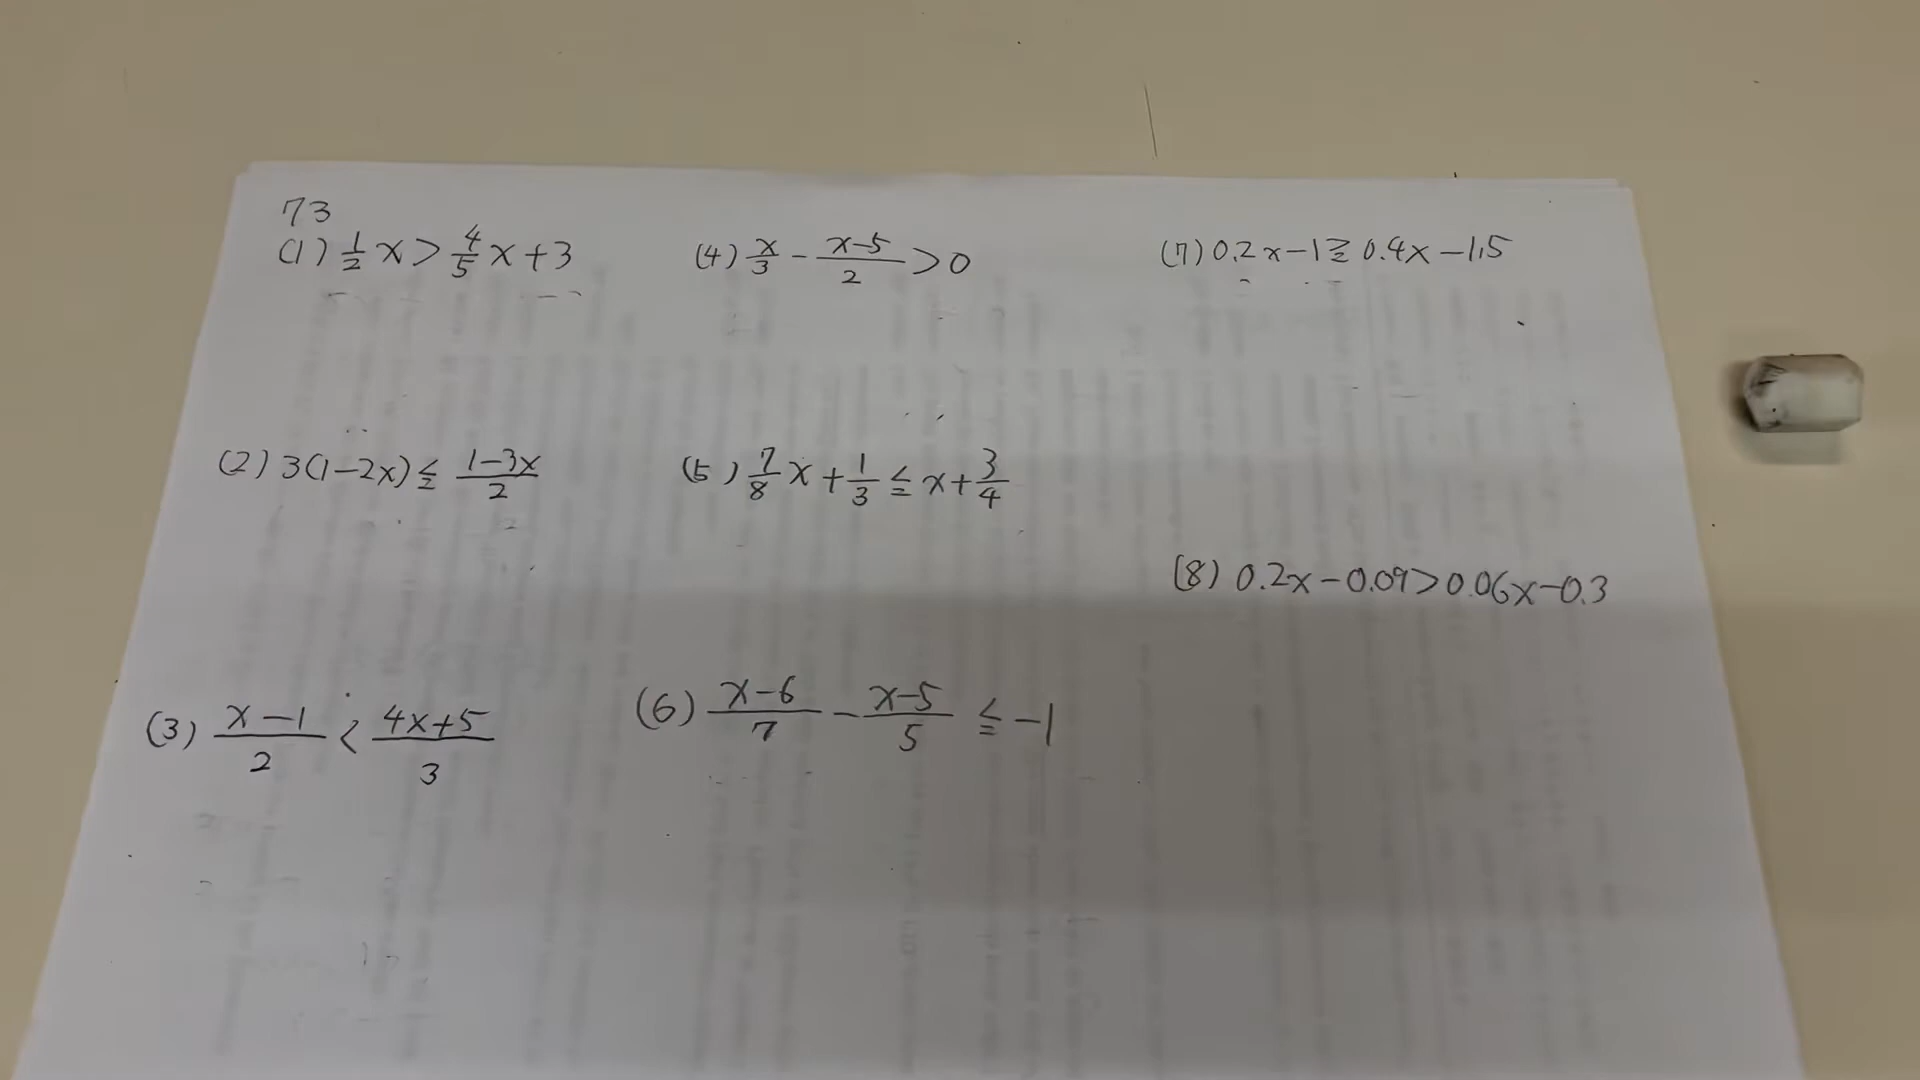 73
(1) 1/2 x > 4/5 x + 3
(2) 3(1-2x) ≦ (1-3x)/2
(3) (x-1)/2 < (4x+5)/3
(4) x/3 - (x-5)/2 > 0
(5) 7/8 x + 1/3 ≦ x + 3/4
(6) (x-6)/7 - (x-5)/5 ≦ -1
(7) 0.2x-1 ≧ 0.4x-1.5
(8) 0.2x-0.09>0.06x-0.3